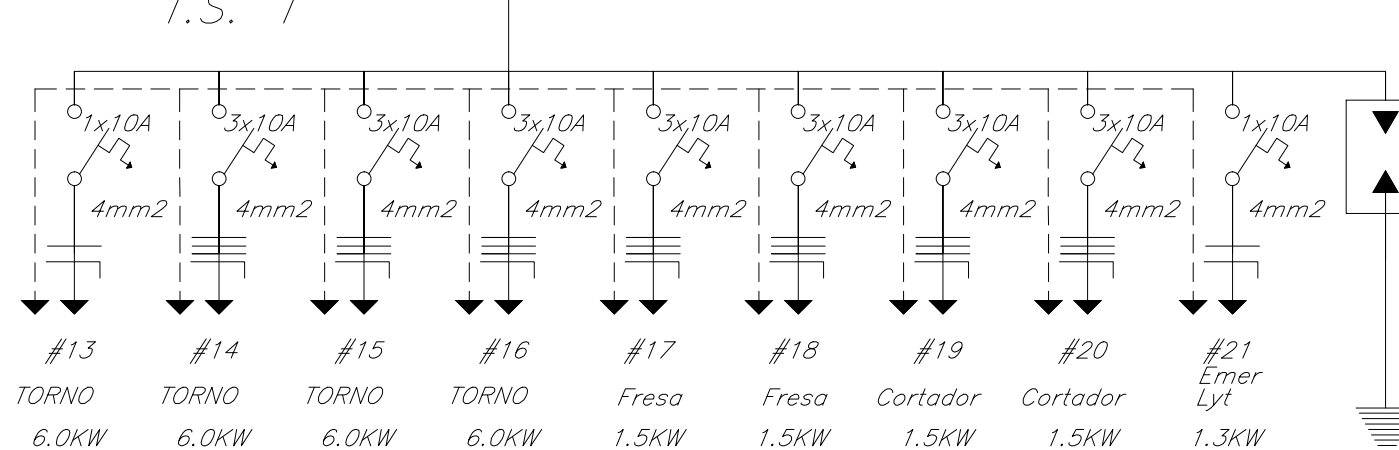 T.S. 1
1x10A 3x10A 3x10A 3x10A 3x10A 3x10A 3x10A 3x10A 1x10A
4mm2 4mm2 4mm2 4mm2 4mm2 4mm2 4mm2 4mm2 4mm2
#13 #14 #15 #16 #17 #18 #19 #20 #21
Emer
TORNO TORNO TORNO TORNO Fresa Fresa Cortador Cortador Lyt
6.0KW 6.0KW 6.0KW 6.0KW 1.5KW 1.5KW 1.5KW 1.5KW 1.3KW